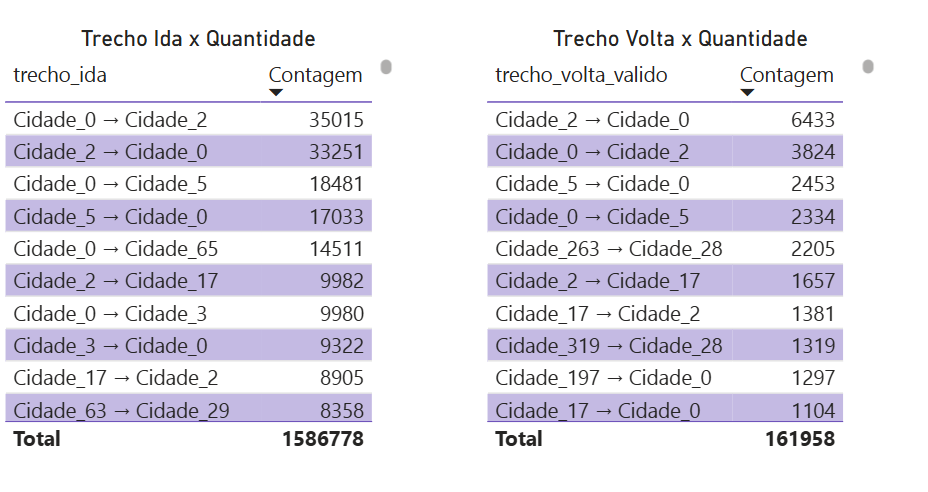 Trecho Ida x Quantidade
trecho_ida Contagem
Cidade_0 → Cidade_2 35015
Cidade_2 → Cidade_0 33251
Cidade_0 → Cidade_5 18481
Cidade_5 → Cidade_0 17033
Cidade_0 → Cidade_65 14511
Cidade_2 → Cidade_17 9982
Cidade_0 → Cidade_3 9980
Cidade_3 → Cidade_0 9322
Cidade_17 → Cidade_2 8905
Cidade_63 → Cidade_29 8358
Total 1586778
Trecho Volta x Quantidade
trecho_volta_valido Contagem
Cidade_2 → Cidade_0 6433
Cidade_0 → Cidade_2 3824
Cidade_5 → Cidade_0 2453
Cidade_0 → Cidade_5 2334
Cidade_263 → Cidade_28 2205
Cidade_2 → Cidade_17 1657
Cidade_17 → Cidade_2 1381
Cidade_319 → Cidade_28 1319
Cidade_197 → Cidade_0 1297
Cidade_17 → Cidade_0 1104
Total 161958